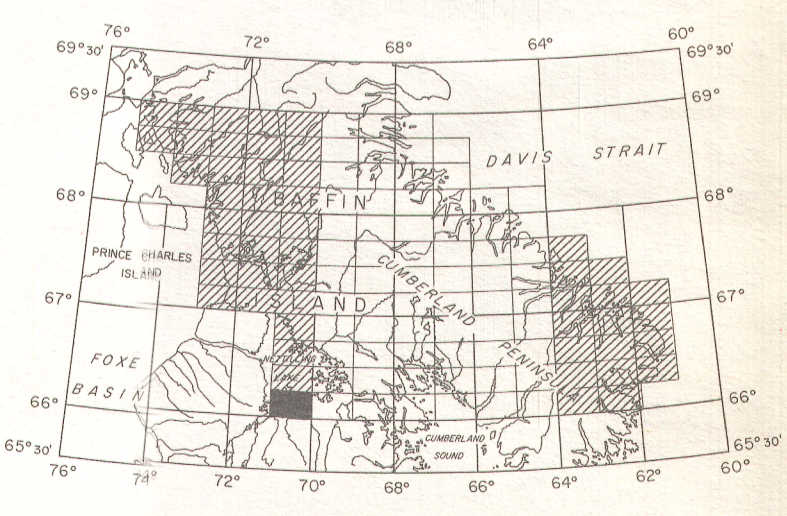 76°
72°
68°
64°
60°
69°30'
69°30'
69°
69°
DAVIS STRAIT
68°
68°
BAFFIN
PRINCE CHARLES
ISLAND
CUMBERLAND
67°
67°
ISLAND
PENINSULA
FOXE
NETTILLING
LAKE
BASIN
66°
66°
CUMBERLAND
SOUND
65°30'
65°30'
76°
74°
72°
70°
68°
66°
64°
62°
60°